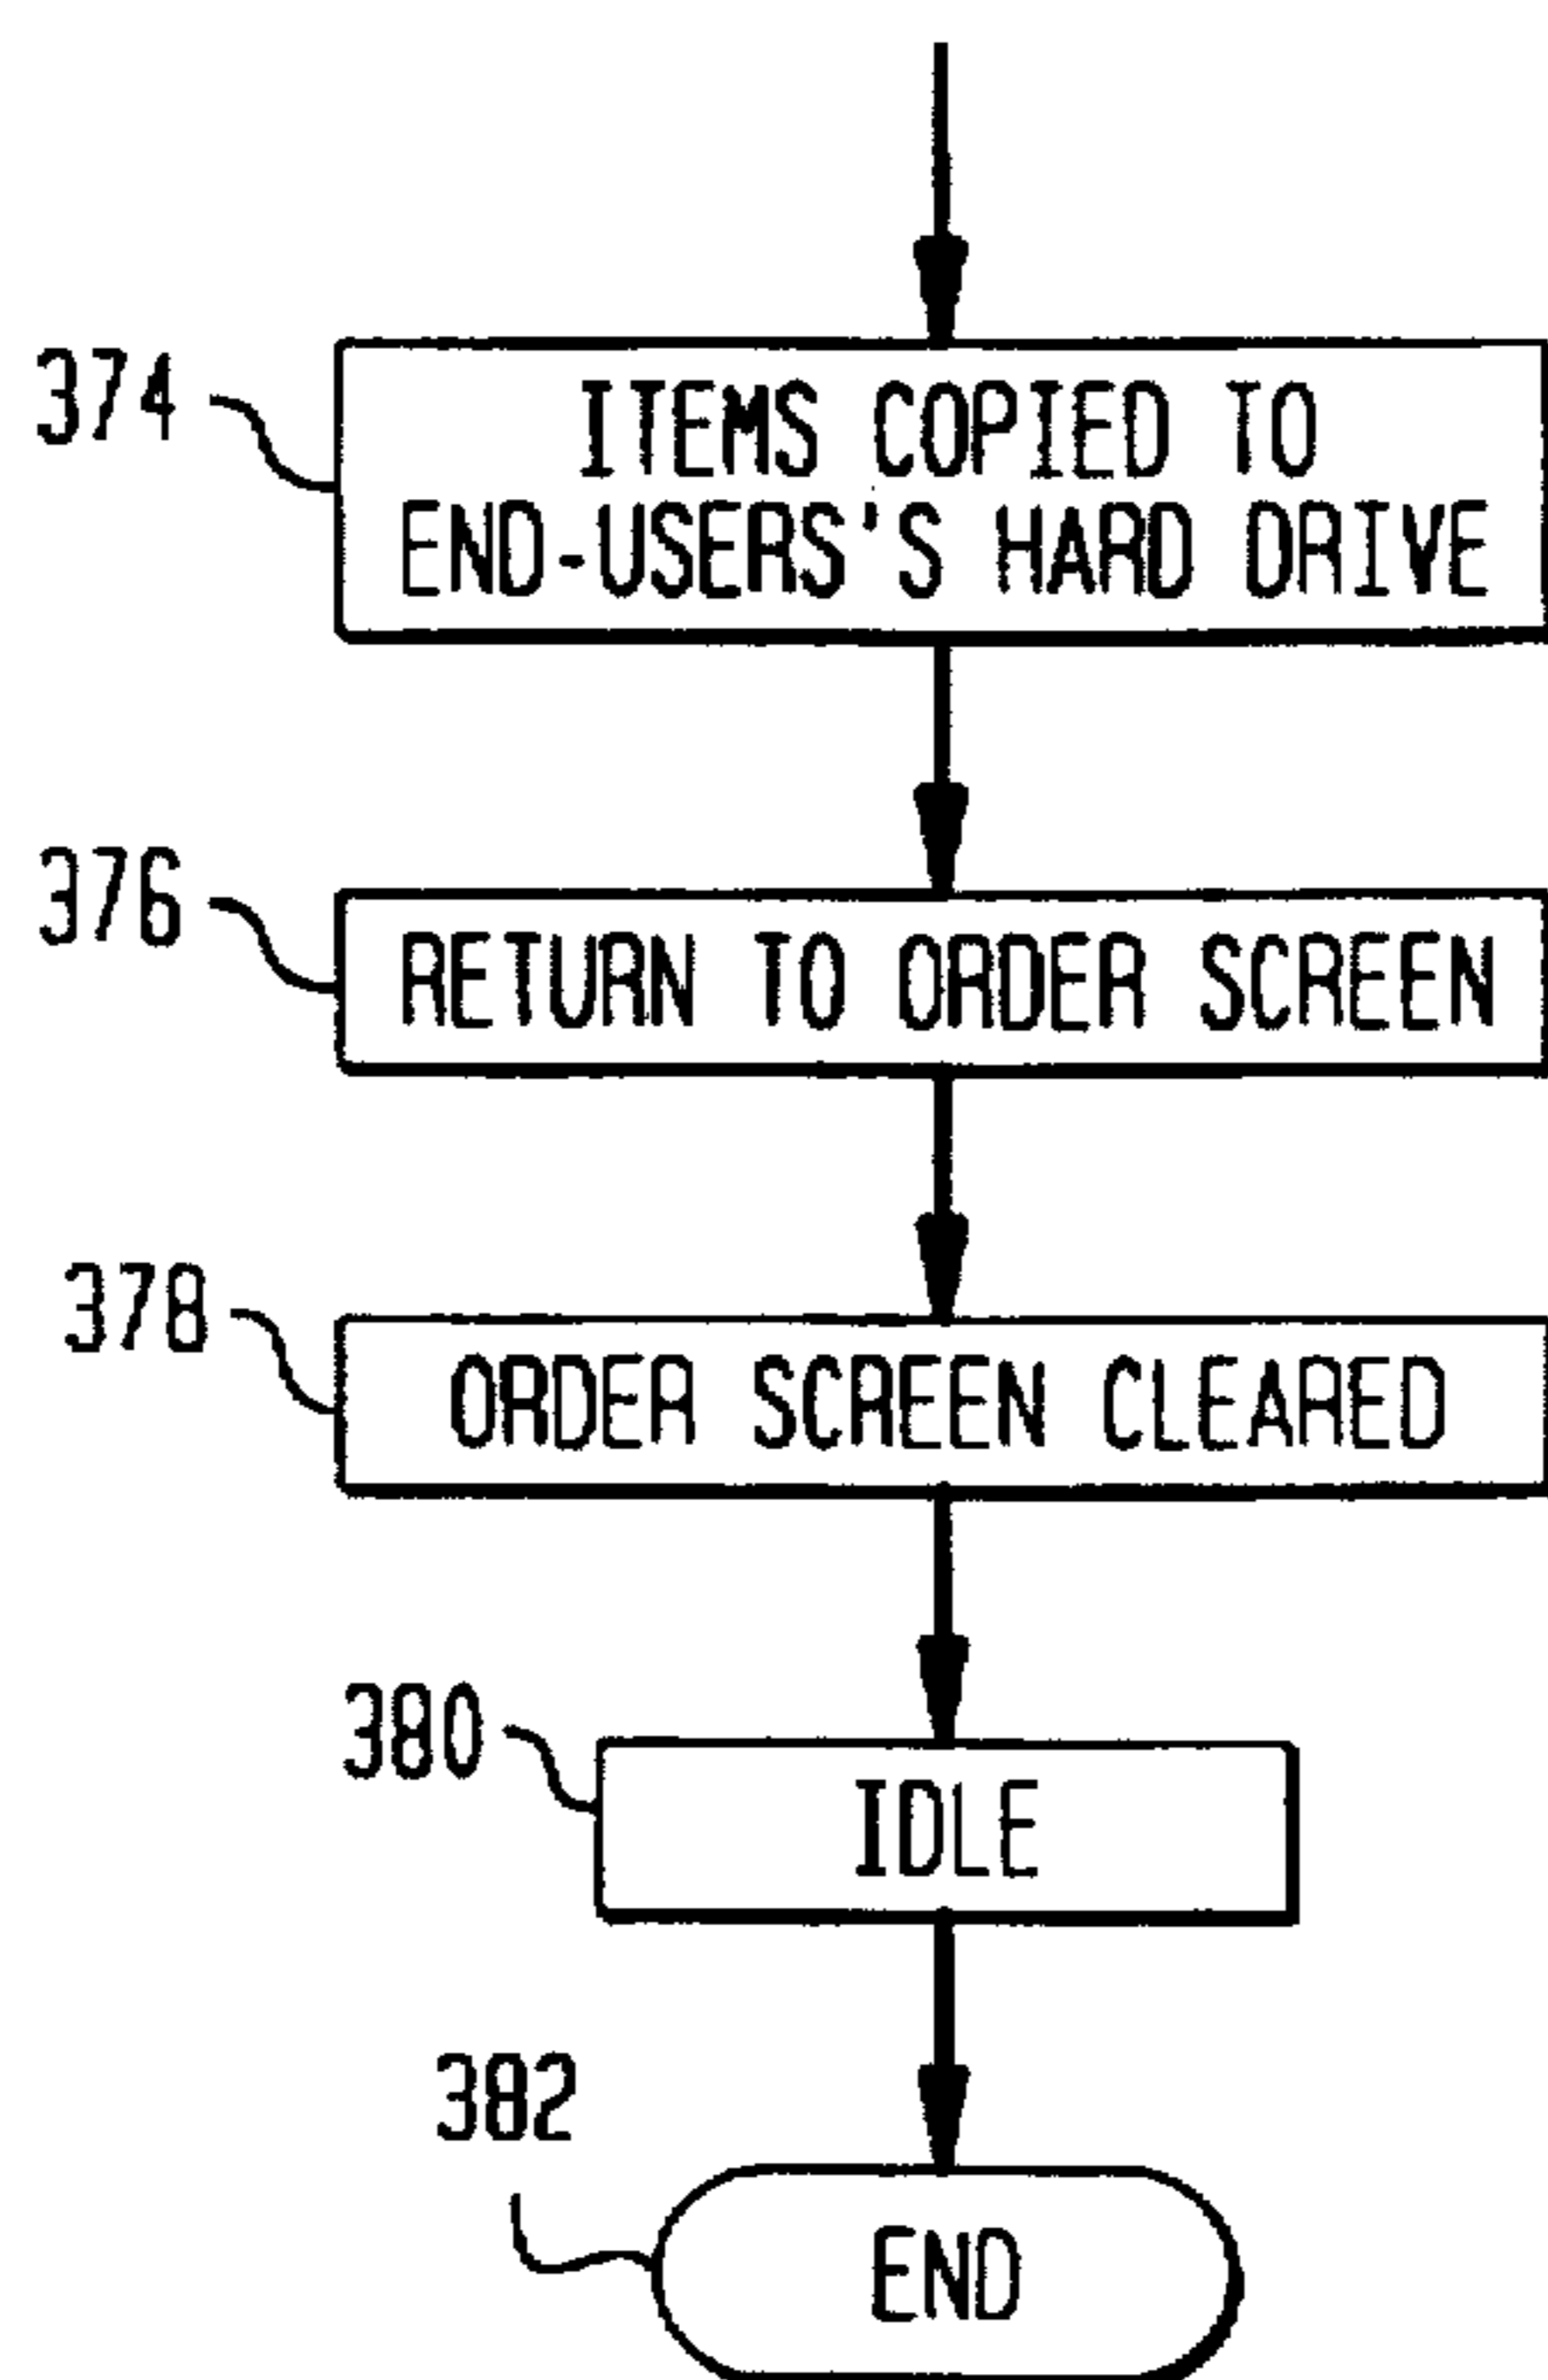 374
ITEMS COPIED TO
END-USERS'S HARD DRIVE
376
RETURN TO ORDER SCREEN
378
ORDER SCREEN CLEARED
380
IDLE
382
END